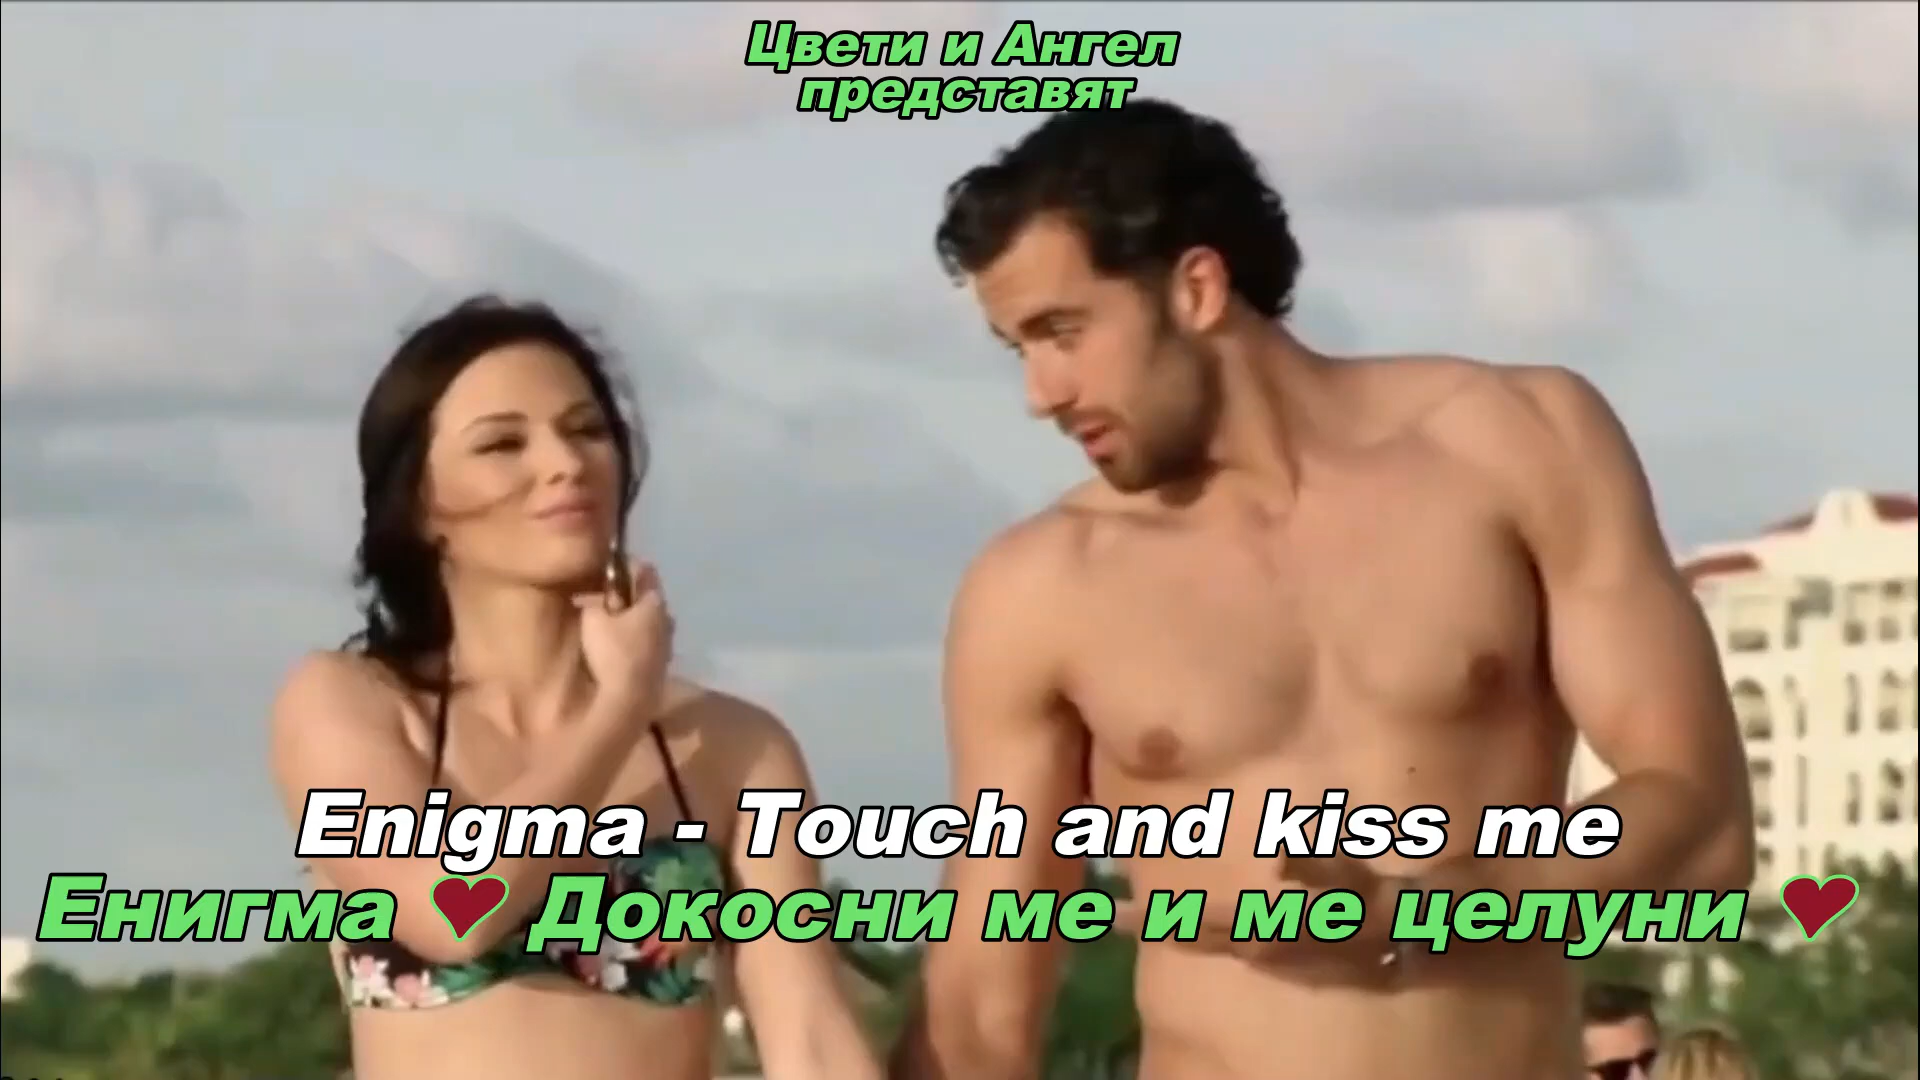 Цвети и Ангел
представят
Enigma - Touch and kiss me
Енигма ♥ Докосни ме и ме целуни ♥